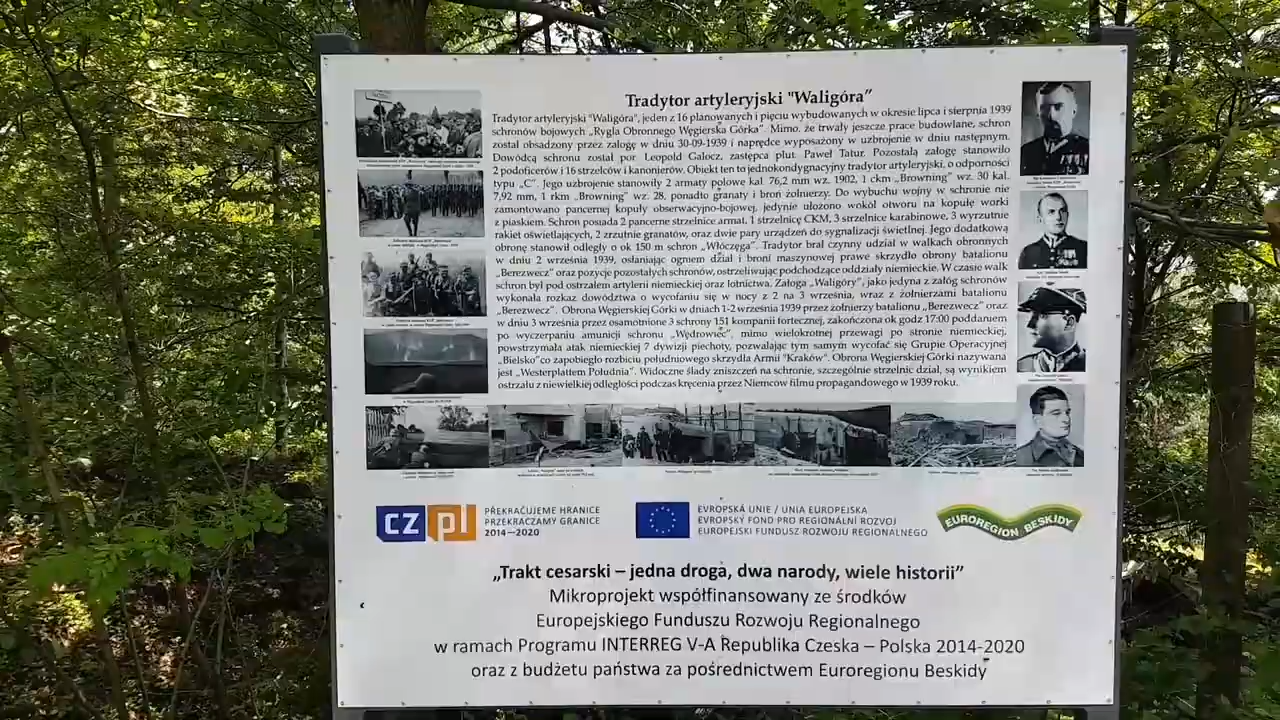 Tradytor artyleryjski "Waligóra"
Tradytor artyleryjski "Waligóra", jeden z 16 planowanych i pięciu wybudowanych w okresie lipca i sierpnia 1939
schronów bojowych „Rygla Obronnego Węgierska Górka". Mimo, że trwały jeszcze prace budowlane, schron
został obsadzony przez załogę w dniu 30-09-1939 i naprędce wyposażony w uzbrojenie w dniu następnym.
Dowódcą schronu został por. Leopold Galocz, zastępca plut. Paweł Tatur. Pozostałą załogę stanowiło
2 podoficerów i 16 strzelców i kanonierów. Obiekt ten to jednokondygnacyjny tradytor artyleryjski, o odporności
typu „C". Jego uzbrojenie stanowiły 2 armaty polowe kal. 76,2 mm wz. 1902, 1 ckm „Browning" wz. 30 kal.
7,92 mm, 1 rkm „Browning" wz. 28, ponadto granaty i broń żołnierzy. Do wybuchu wojny w schronie nie
zamontowano pancernej kopuły obserwacyjno-bojowej, jedynie ułożono wokół otworu na kopułę worki
z piaskiem. Schron posiada 2 pancerne strzelnice armat, 1 strzelnicę CKM, 3 strzelnice karabinowe, 3 wyrzutnie
rakiet oświetlających, 2 zrzutnie granatów, oraz dwie pary urządzeń do sygnalizacji świetlnej. Jego dodatkową
obronę stanowił odległy o ok 150 m schron „Włóczęga". Tradytor brał czynny udział w walkach obronnych
w dniu 2 września 1939, osłaniając ogniem dział i broni maszynowej prawe skrzydło obrony batalionu
„Berezwecz" oraz pozycje pozostałych schronów, ostrzeliwując podchodzące oddziały niemieckie. W czasie walk
schron był pod ostrzałem artylerii niemieckiej oraz lotnictwa. Załoga „Waligóry", jako jedyna z załóg schronów
wykonała rozkaz dowództwa o wycofaniu się w nocy z 2 na 3 września, wraz z żołnierzami batalionu
„Berezwecz". Obrona Węgierskiej Górki w dniach 1-2 września 1939 przez żołnierzy batalionu „Berezwecz" oraz
w dniu 3 września przez osamotnione 3 schrony 151 kompanii fortecznej, zakończona ok godz 17:00 poddaniem
po wyczerpaniu amunicji schronu „Wędrowiec", mimo wielokrotnej przewagi po stronie niemieckiej,
powstrzymała atak niemieckiej 7 dywizji piechoty, pozwalając tym samym wycofać się Grupie Operacyjnej
„Bielsko"co zapobiegło rozbiciu południowego skrzydła Armii "Kraków". Obrona Węgierskiej Górki nazywana
jest „Westerplattem Południa". Widoczne ślady zniszczeń na schronie, szczególnie strzelnic dział, są wynikiem
ostrzału z niewielkiej odległości podczas kręcenia przez Niemców filmu propagandowego w 1939 roku.
cz pl
PŘEKRAČUJEME HRANICE
PRZEKRACZAMY GRANICE
2014—2020
EVROPSKÁ UNIE / UNIA EUROPEJSKA
EVROPSKÝ FOND PRO REGIONÁLNÍ ROZVOJ
EUROPEJSKI FUNDUSZ ROZWOJU REGIONALNEGO
EUROREGION BESKIDY
„Trakt cesarski – jedna droga, dwa narody, wiele historii"
Mikroprojekt współfinansowany ze środków
Europejskiego Funduszu Rozwoju Regionalnego
w ramach Programu INTERREG V-A Republika Czeska – Polska 2014-2020
oraz z budżetu państwa za pośrednictwem Euroregionu Beskidy